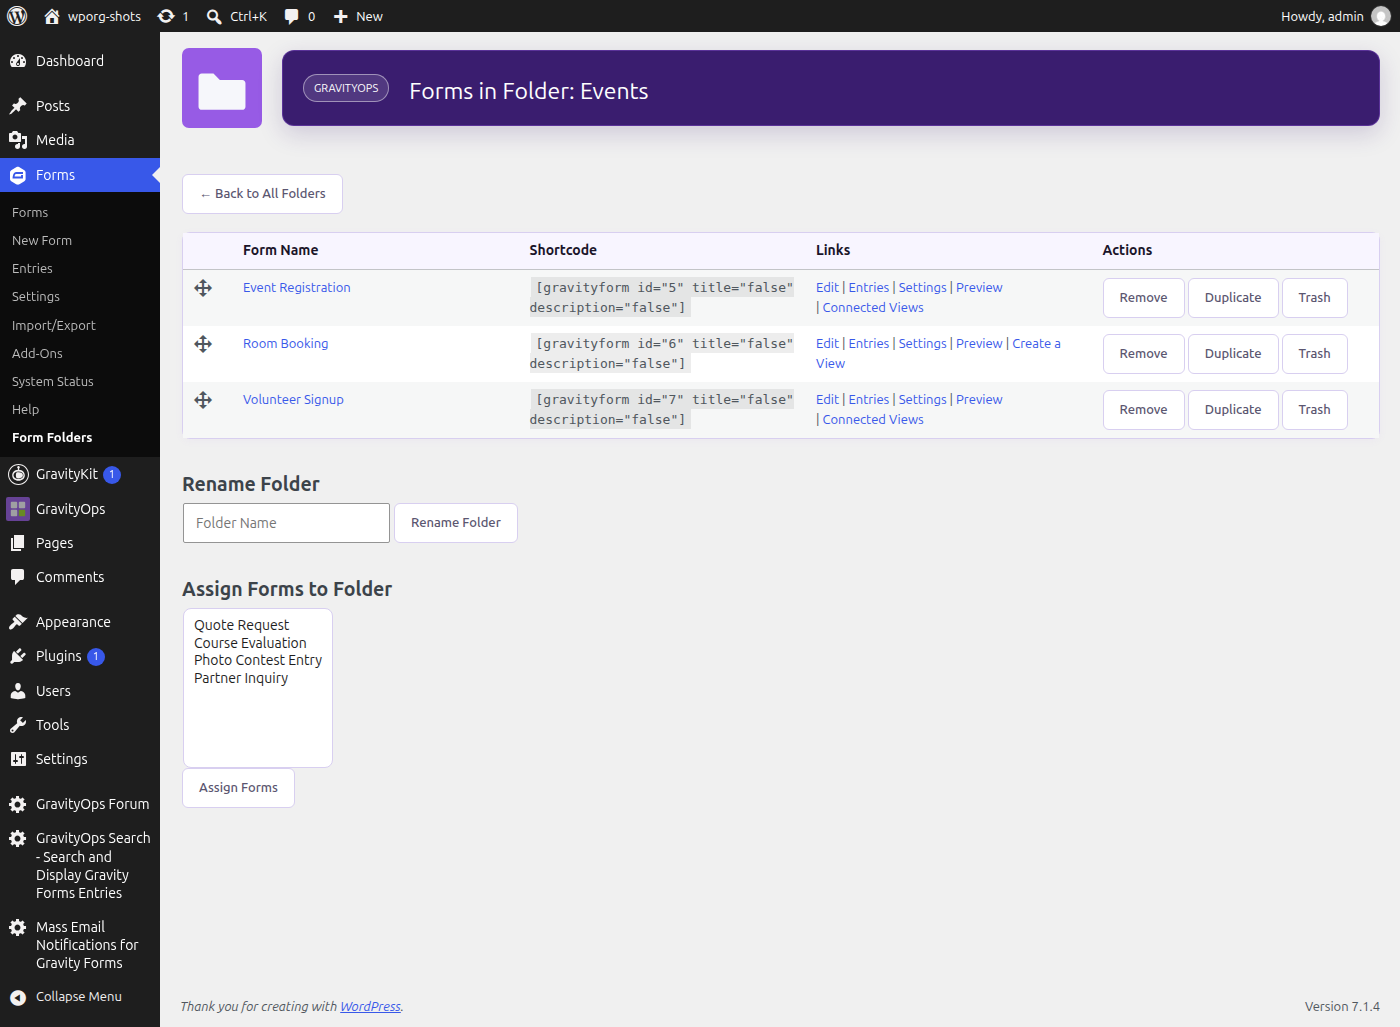 wporg-shots 1 Ctrl+K 0 New Howdy, admin
Dashboard
Posts
Media
Forms
Forms
New Form
Entries
Settings
Import/Export
Add-Ons
System Status
Help
Form Folders
GravityKit 1
GravityOps
Pages
Comments
Appearance
Plugins 1
Users
Tools
Settings
GravityOps Forum
GravityOps Search
- Search and
Display Gravity
Forms Entries
Mass Email
Notifications for
Gravity Forms
Collapse Menu
GRAVITYOPS Forms in Folder: Events
← Back to All Folders
Form Name Shortcode Links Actions
Event Registration [gravityform id="5" title="false" Edit | Entries | Settings | Preview Remove Duplicate Trash
description="false"] | Connected Views
Room Booking [gravityform id="6" title="false" Edit | Entries | Settings | Preview | Create a Remove Duplicate Trash
description="false"] View
Volunteer Signup [gravityform id="7" title="false" Edit | Entries | Settings | Preview Remove Duplicate Trash
description="false"] | Connected Views
Rename Folder
Folder Name Rename Folder
Assign Forms to Folder
Quote Request
Course Evaluation
Photo Contest Entry
Partner Inquiry
Assign Forms
Thank you for creating with WordPress. Version 7.1.4